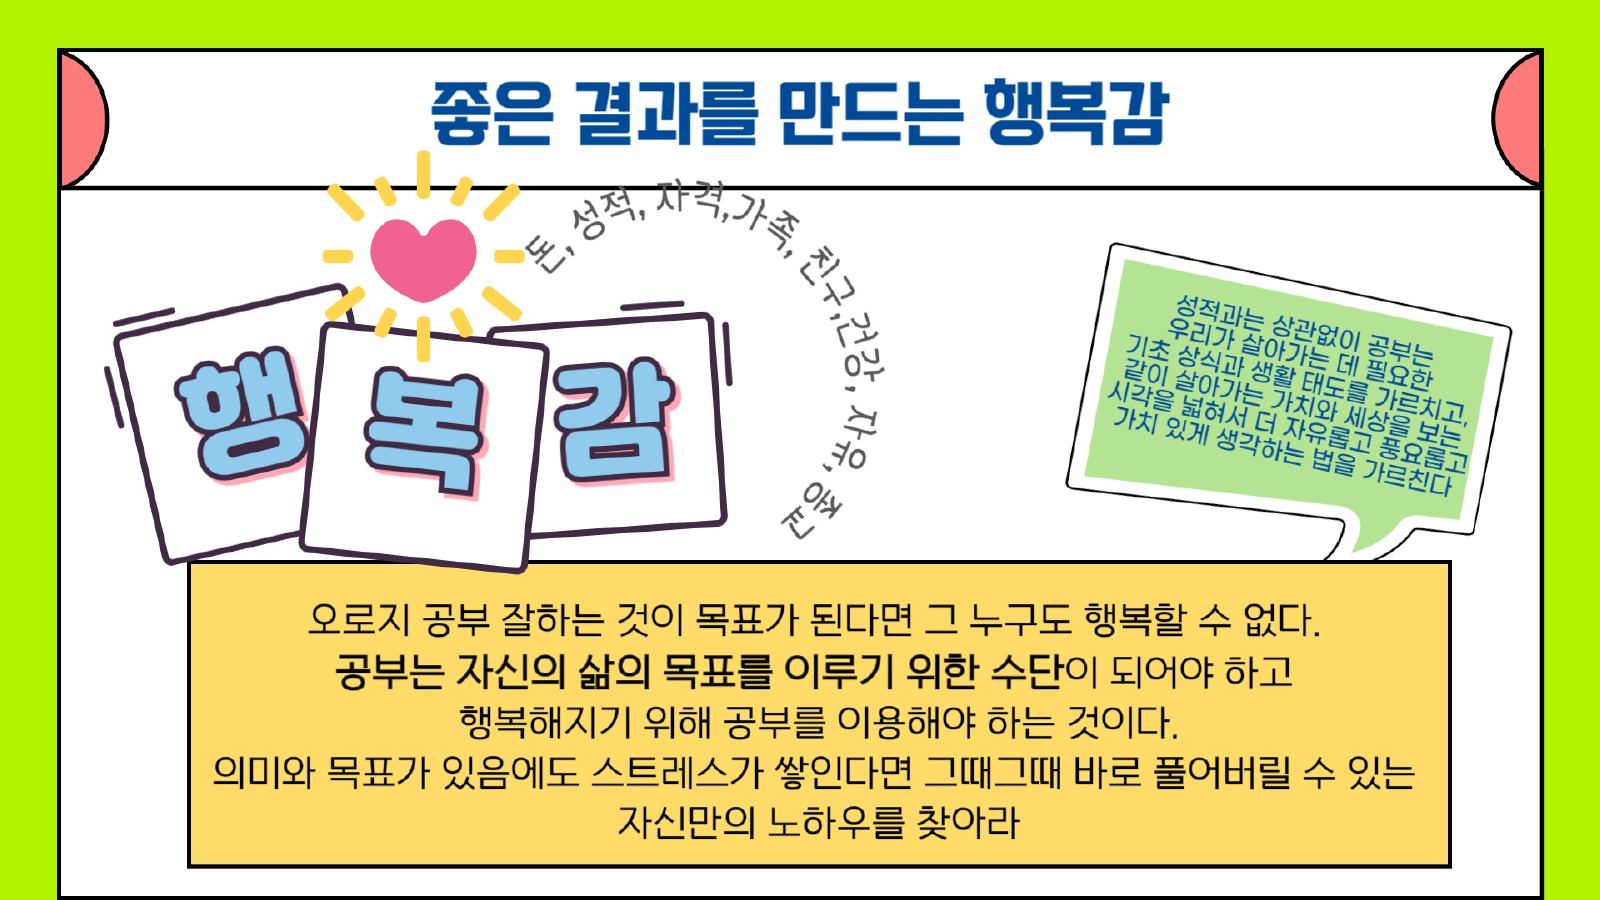 좋은 결과를 만드는 행복감
돈, 성적, 자격,가족, 친구,건강, 자유, 종교
행복감
성적과는 상관없이 공부는
우리가 살아가는 데 필요한
기초 상식과 생활 태도를 가르치고,
같이 살아가는 가치와 세상을 보는
시각을 넓혀서 더 자유롭고 풍요롭고
가치 있게 생각하는 법을 가르친다
오로지 공부 잘하는 것이 목표가 된다면 그 누구도 행복할 수 없다.
공부는 자신의 삶의 목표를 이루기 위한 수단이 되어야 하고
행복해지기 위해 공부를 이용해야 하는 것이다.
의미와 목표가 있음에도 스트레스가 쌓인다면 그때그때 바로 풀어버릴 수 있는
자신만의 노하우를 찾아라